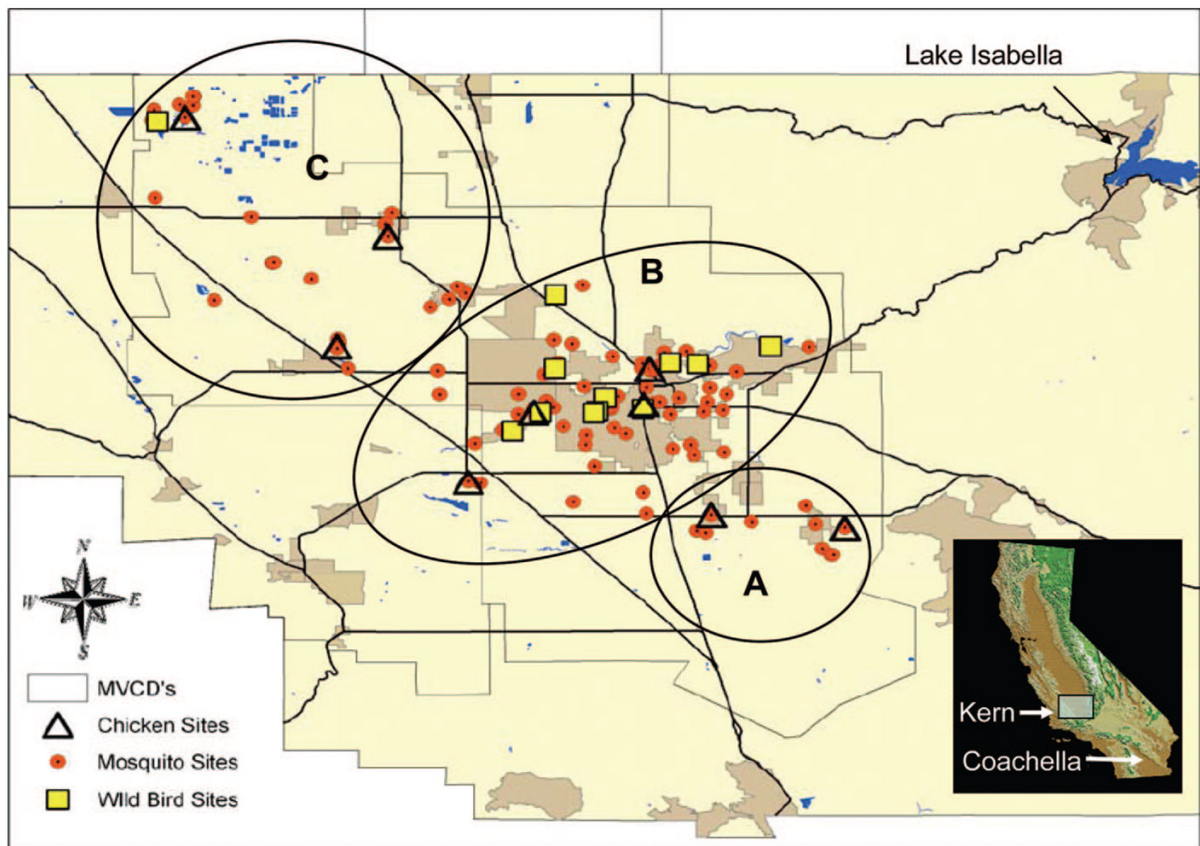 Lake Isabella
C
B
A
N
W E
S
MVCD's
Chicken Sites
Mosquito Sites
Wild Bird Sites
Kern
Coachella